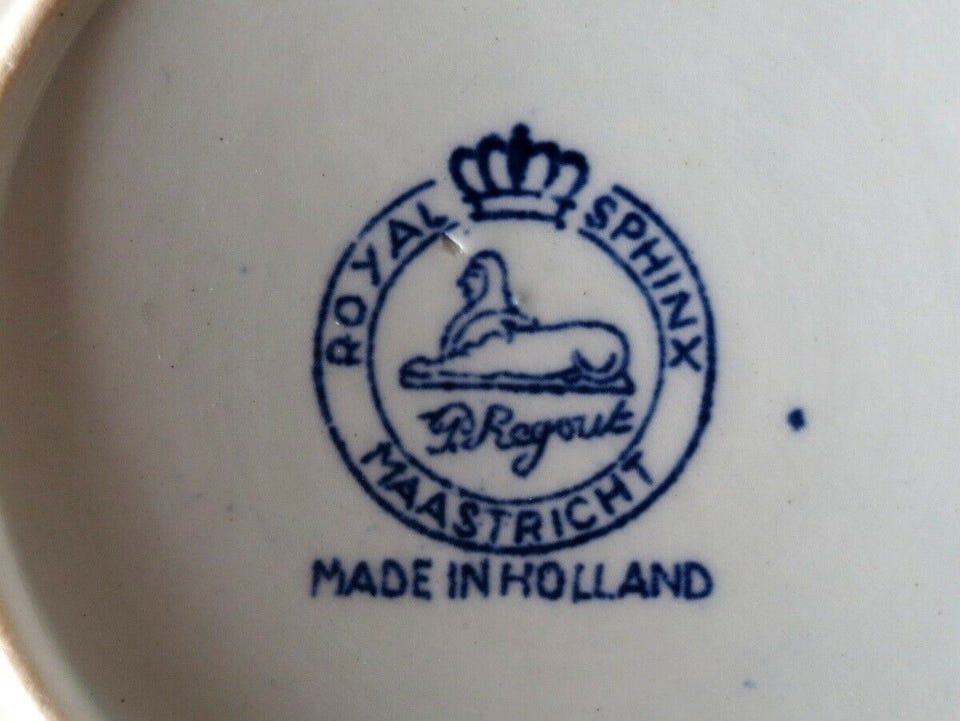 ROYAL SPHINX
P. Regout
MAASTRICHT
MADE IN HOLLAND